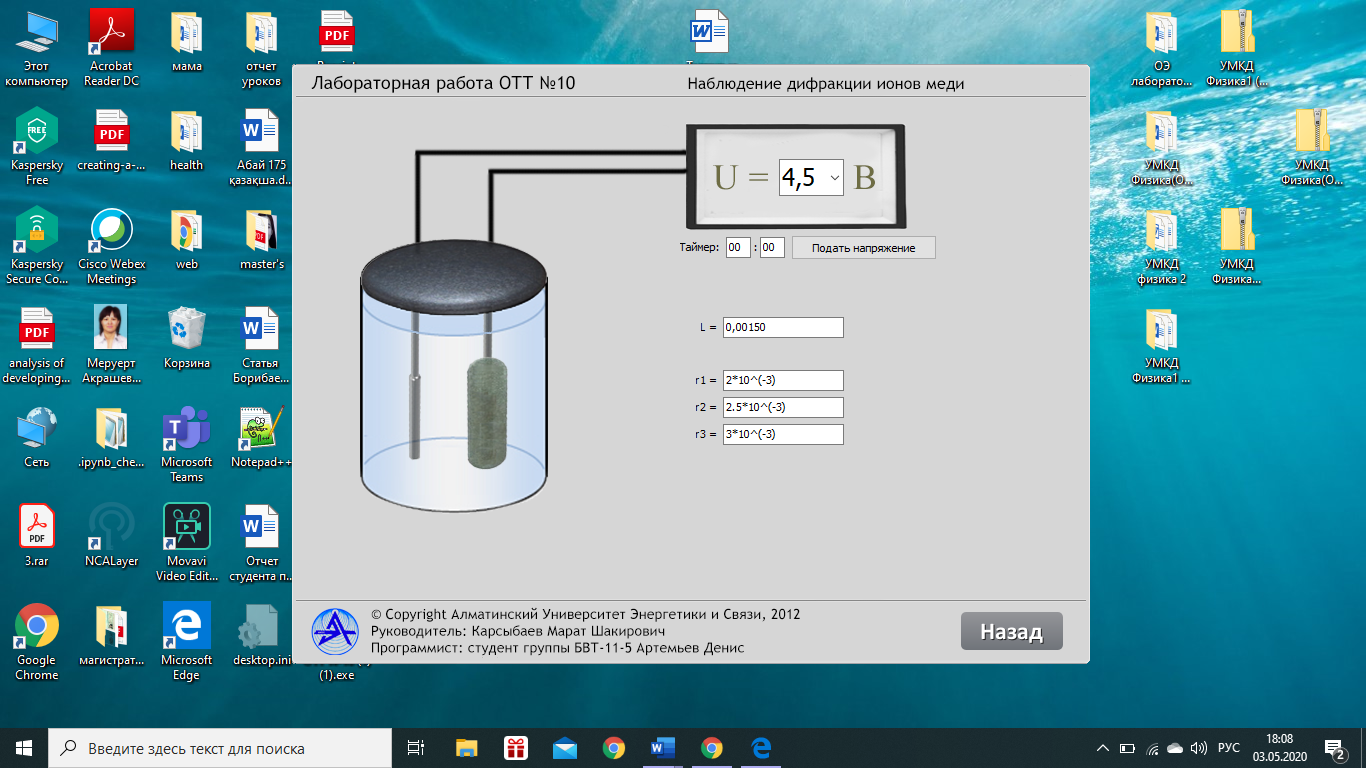 Этот
компьютер
Acrobat
Reader DC
мама
отчет
уроков
PDF
W
ОЭ
лаборато...
УМКД
Физика1 (...
Лабораторная работа ОТТ №10
Наблюдение дифракции ионов меди
FREE
Kaspersky
Free
PDF
creating-a-...
health
Абай 175
қазақша.d...
УМКД
Физика(О...
УМКД
Физика(О...
U = 4,5 В
Таймер: 00 : 00 Подать напряжение
Kaspersky
Secure Co...
Cisco Webex
Meetings
web
master's
УМКД
физика 2
УМКД
Физика...
L = 0,00150
r1 = 2*10^(-3)
r2 = 2.5*10^(-3)
r3 = 3*10^(-3)
PDF
analysis of
developing...
Меруерт
Акрашев...
Корзина
Статья
Борибае...
УМКД
Физика1 ...
Сеть
.ipynb_che...
Microsoft
Teams
Notepad++
PDF
3.rar
NCALayer
Movavi
Video Edit...
Отчет
студента п...
Google
Chrome
магистрат...
Microsoft
Edge
desktop.ini
(1).exe
© Copyright Алматинский Университет Энергетики и Связи, 2012
Руководитель: Карсыбаев Марат Шакирович
Программист: студент группы БВТ-11-5 Артемьев Денис
Назад
Введите здесь текст для поиска
РУС
18:08
03.05.2020
2